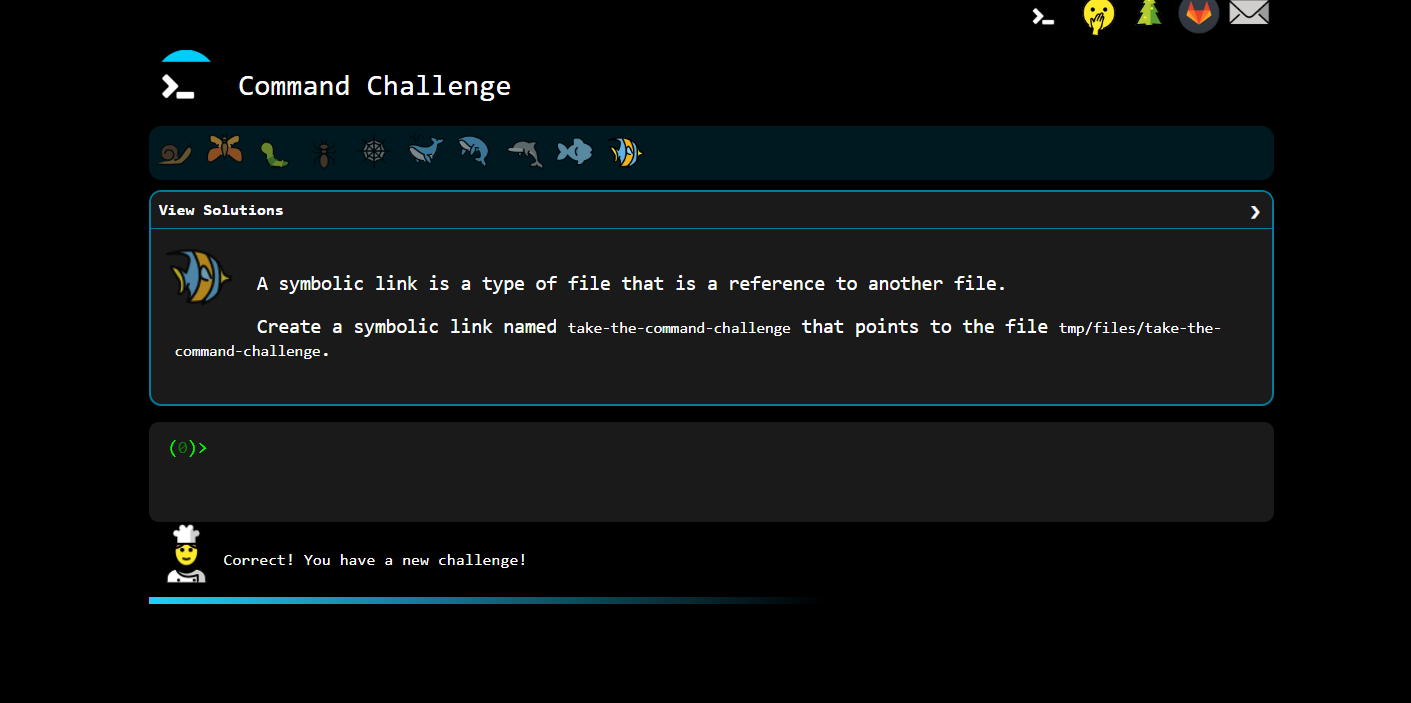 Command Challenge
View Solutions
A symbolic link is a type of file that is a reference to another file.
Create a symbolic link named take-the-command-challenge that points to the file tmp/files/take-the-
command-challenge.
(0)>
Correct! You have a new challenge!